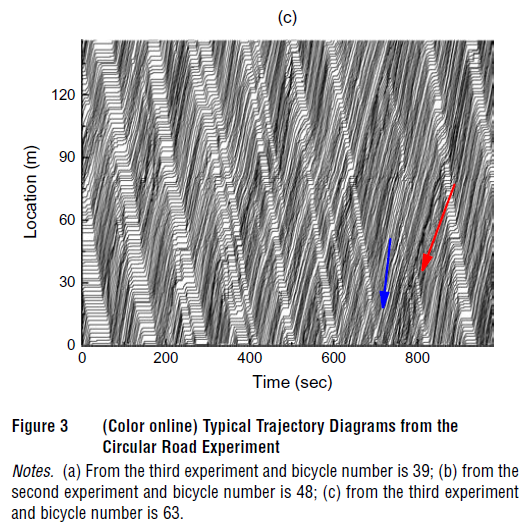 (c)
120
90
60
30
0
Location (m)
0 200 400 600 800
Time (sec)
Figure 3 (Color online) Typical Trajectory Diagrams from the
Circular Road Experiment
Notes. (a) From the third experiment and bicycle number is 39; (b) from the
second experiment and bicycle number is 48; (c) from the third experiment
and bicycle number is 63.